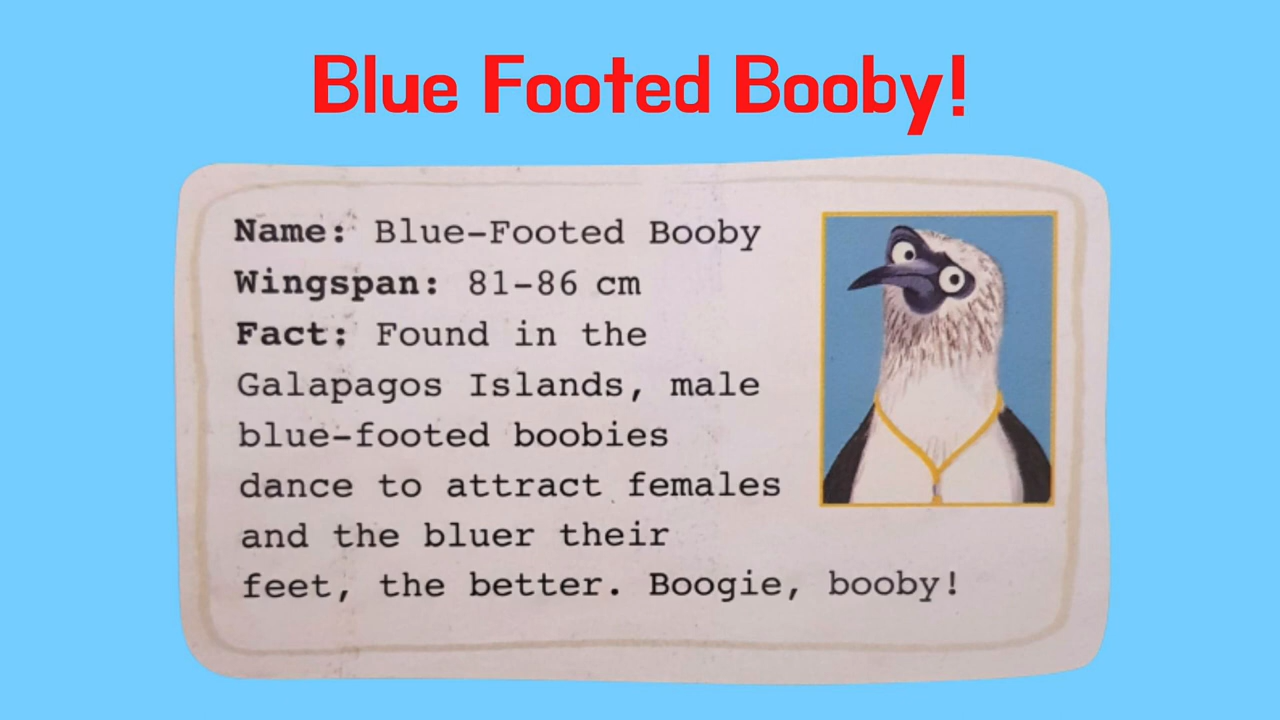 Blue Footed Booby!
Name: Blue-Footed Booby
Wingspan: 81-86 cm
Fact: Found in the
Galapagos Islands, male
blue-footed boobies
dance to attract females
and the bluer their
feet, the better. Boogie, booby!